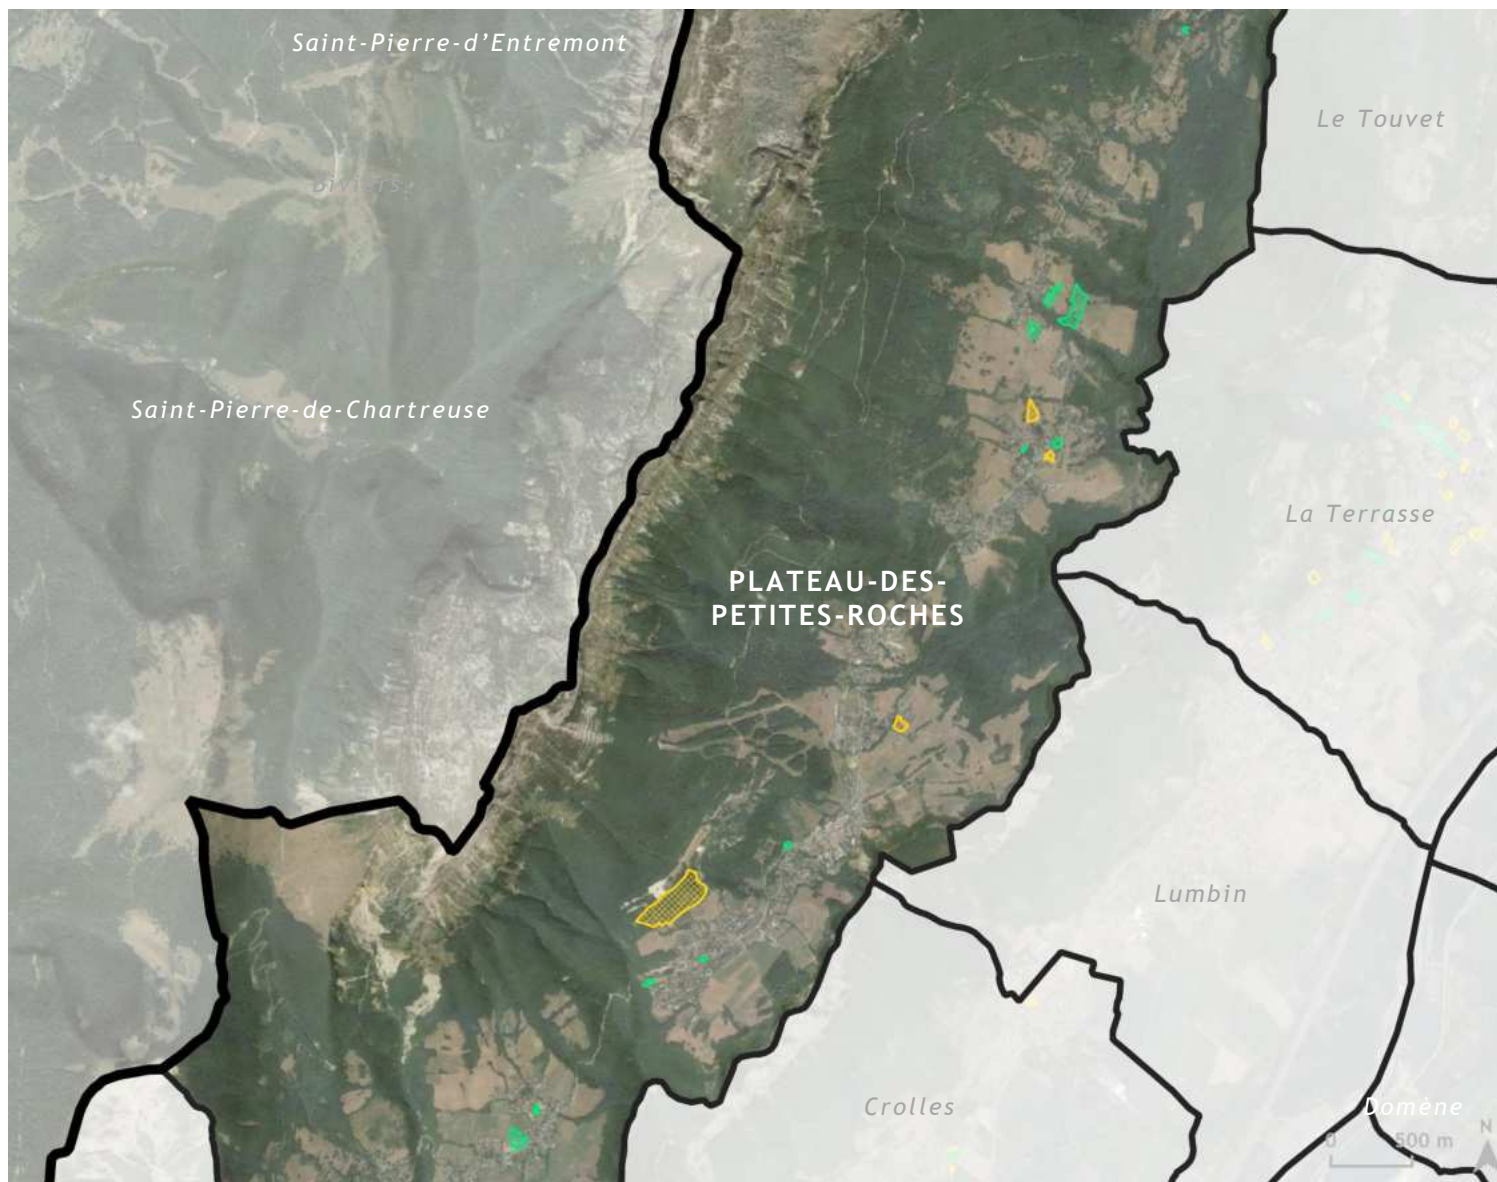 Saint-Pierre-d’Entremont
Le Touvet
Biviers
Saint-Pierre-de-Chartreuse
La Terrasse
PLATEAU-DES-
PETITES-ROCHES
Lumbin
Crolles
Domène
0 500 m
N